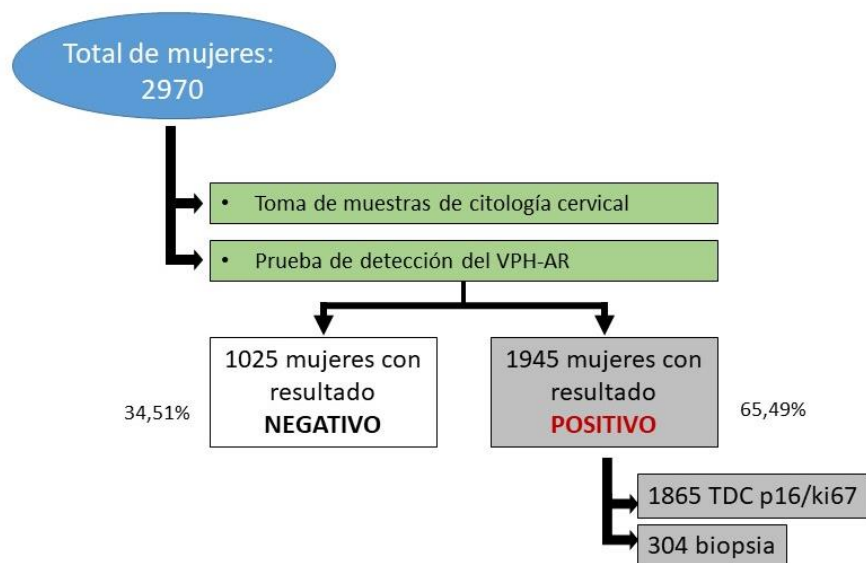 Total de mujeres:
2970
• Toma de muestras de citología cervical
• Prueba de detección del VPH-AR
1025 mujeres con
resultado
NEGATIVO
34,51%
1945 mujeres con
resultado
POSITIVO
65,49%
1865 TDC p16/ki67
304 biopsia